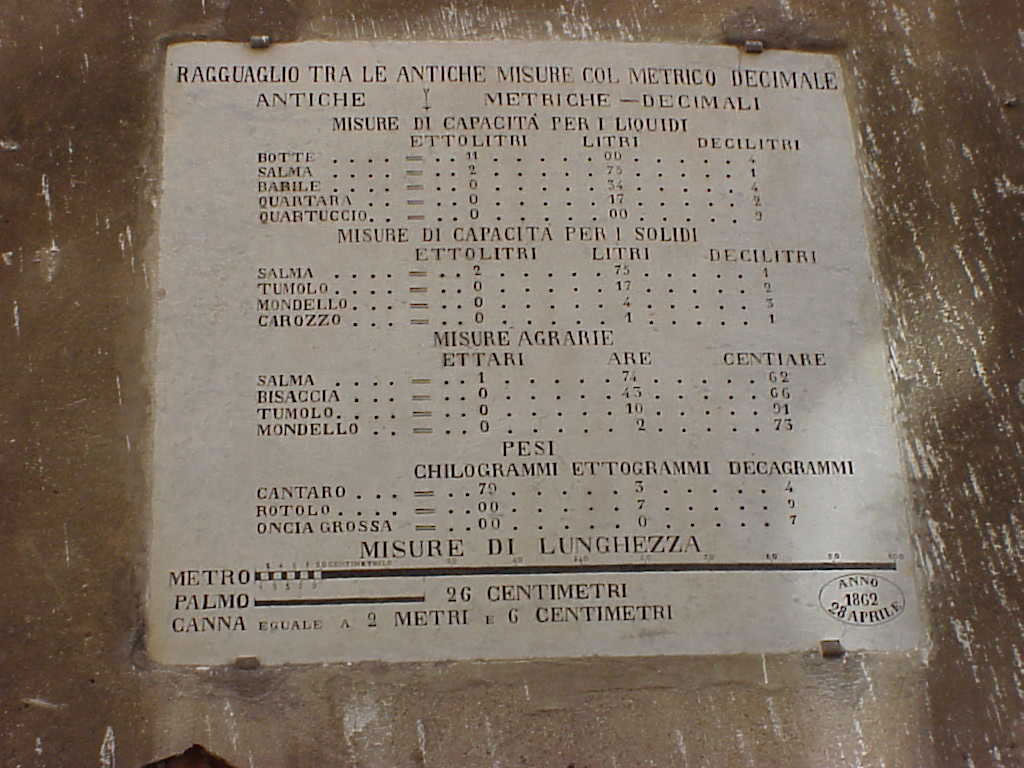 RAGGUAGLIO TRA LE ANTICHE MISURE COL METRICO DECIMALE
ANTICHE METRICHE — DECIMALI
MISURE DI CAPACITÁ PER I LIQUIDI
ETTOLITRI LITRI DECILITRI
BOTTE . . . . = . . 11 . . . . . 00 . . . . . 4
SALMA . . . . = . . 2 . . . . . 75 . . . . . 1
BARILE . . . . = . . 0 . . . . . 34 . . . . . 4
QUARTARA . . = . . 0 . . . . . 17 . . . . . 2
QUARTUCCIO. . = . . 0 . . . . . 00 . . . . . 9
MISURE DI CAPACITÁ PER I SOLIDI
ETTOLITRI LITRI DECILITRI
SALMA . . . . = . . 2 . . . . . 75 . . . . . 1
TUMOLO . . . . = . . 0 . . . . . 17 . . . . . 2
MONDELLO . . . = . . 0 . . . . . 4 . . . . . 3
CAROZZO . . . = . . 0 . . . . . 1 . . . . . 1
MISURE AGRARIE
ETTARI ARE CENTIARE
SALMA . . . . = . . 1 . . . . . 74 . . . . . 62
BISACCIA . . . = . . 0 . . . . . 43 . . . . . 66
TUMOLO . . . . = . . 0 . . . . . 10 . . . . . 91
MONDELLO . . = . . 0 . . . . . 2 . . . . . 73
PESI
CHILOGRAMMI ETTOGRAMMI DECAGRAMMI
CANTARO . . . = . . 79 . . . . . 3 . . . . . 4
ROTOLO . . . . = . . 00 . . . . . 7 . . . . . 9
ONCIA GROSSA = . . 00 . . . . . 0 . . . . . 7
MISURE DI LUNGHEZZA
METRO
PALMO 26 CENTIMETRI
CANNA EGUALE A 2 METRI E 6 CENTIMETRI
ANNO
1862
28 APRILE